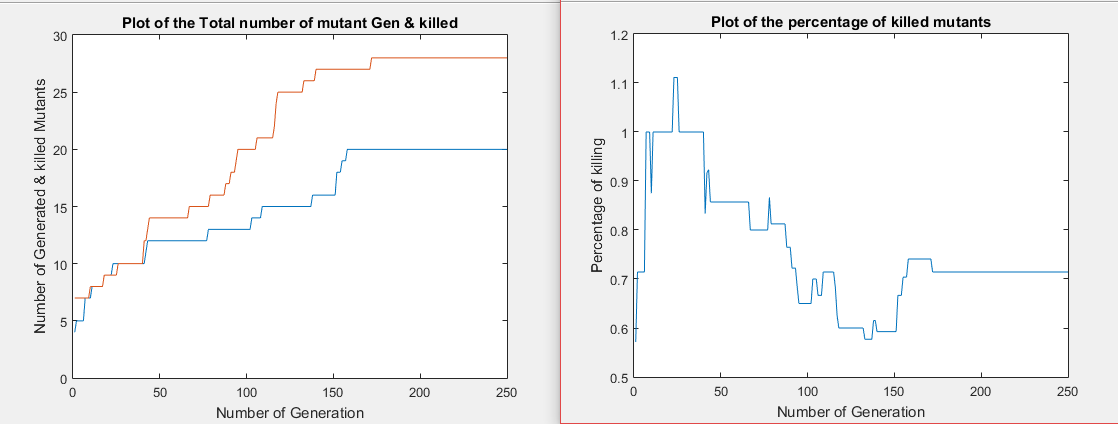 Plot of the Total number of mutant Gen & killed
Number of Generated & killed Mutants
30
25
20
15
10
5
0
0 50 100 150 200 250
Number of Generation
Plot of the percentage of killed mutants
Percentage of killing
1.2
1.1
1
0.9
0.8
0.7
0.6
0.5
0 50 100 150 200 250
Number of Generation